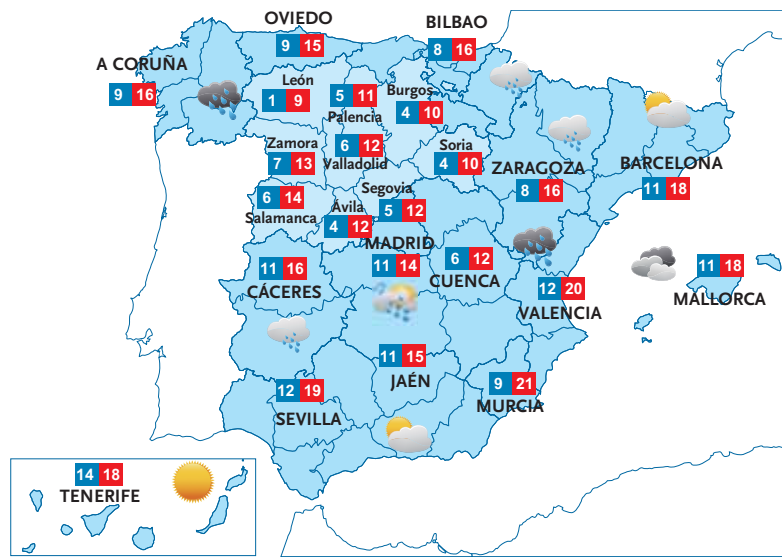 OVIEDO
9 15
BILBAO
8 16
A CORUÑA
9 16
León
1 9
5 11
Palencia
Burgos
4 10
Zamora
7 13
6 12
Valladolid
Soria
4 10
ZARAGOZA
8 16
BARCELONA
11 18
6 14
Salamanca
Ávila
4 12
Segovia
5 12
MADRID
11 14
6 12
CUENCA
11 16
CÁCERES
12 20
VALENCIA
11 18
MALLORCA
11 15
JAÉN
12 19
SEVILLA
9 21
MURCIA
14 18
TENERIFE